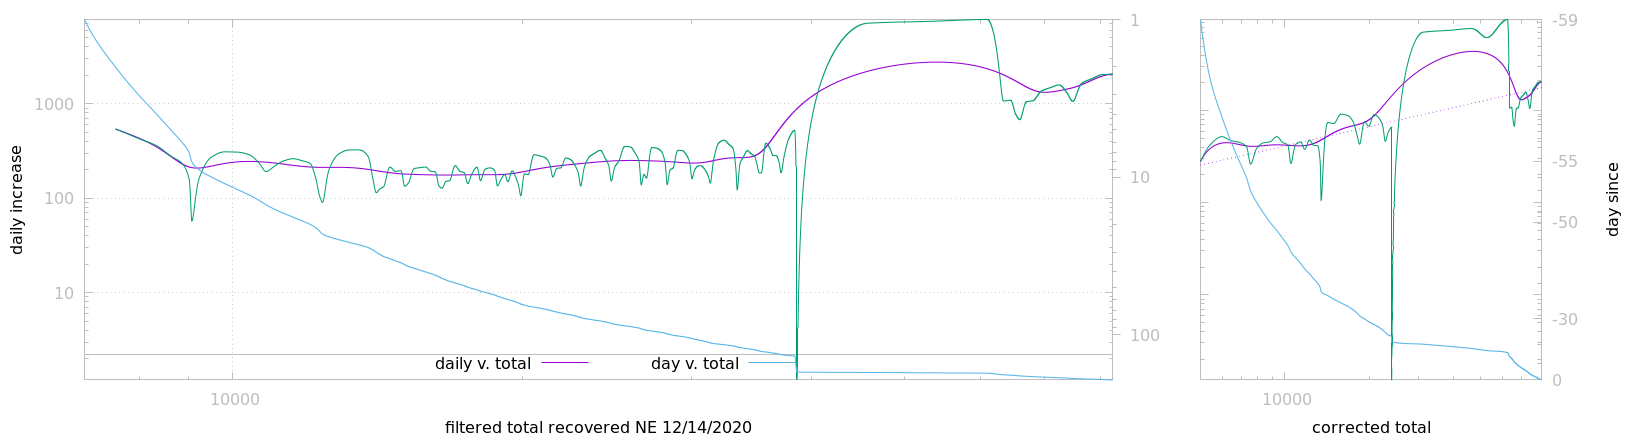 daily increase
1000
100
10
10000
1
10
100
daily v. total
day v. total
filtered total recovered NE 12/14/2020
-59
-55
-50
-30
0
day since
10000
corrected total